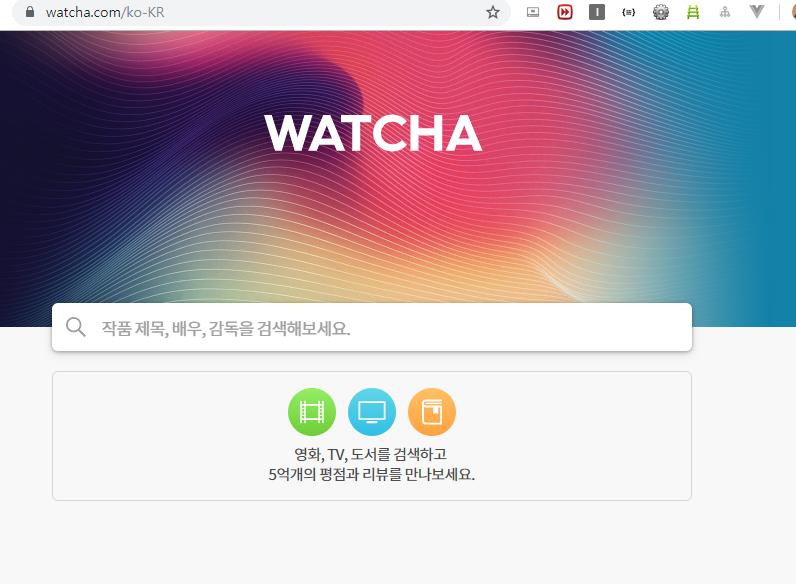 watcha.com/ko-KR
WATCHA
작품 제목, 배우, 감독을 검색해보세요.
영화, TV, 도서를 검색하고
5억개의 평점과 리뷰를 만나보세요.